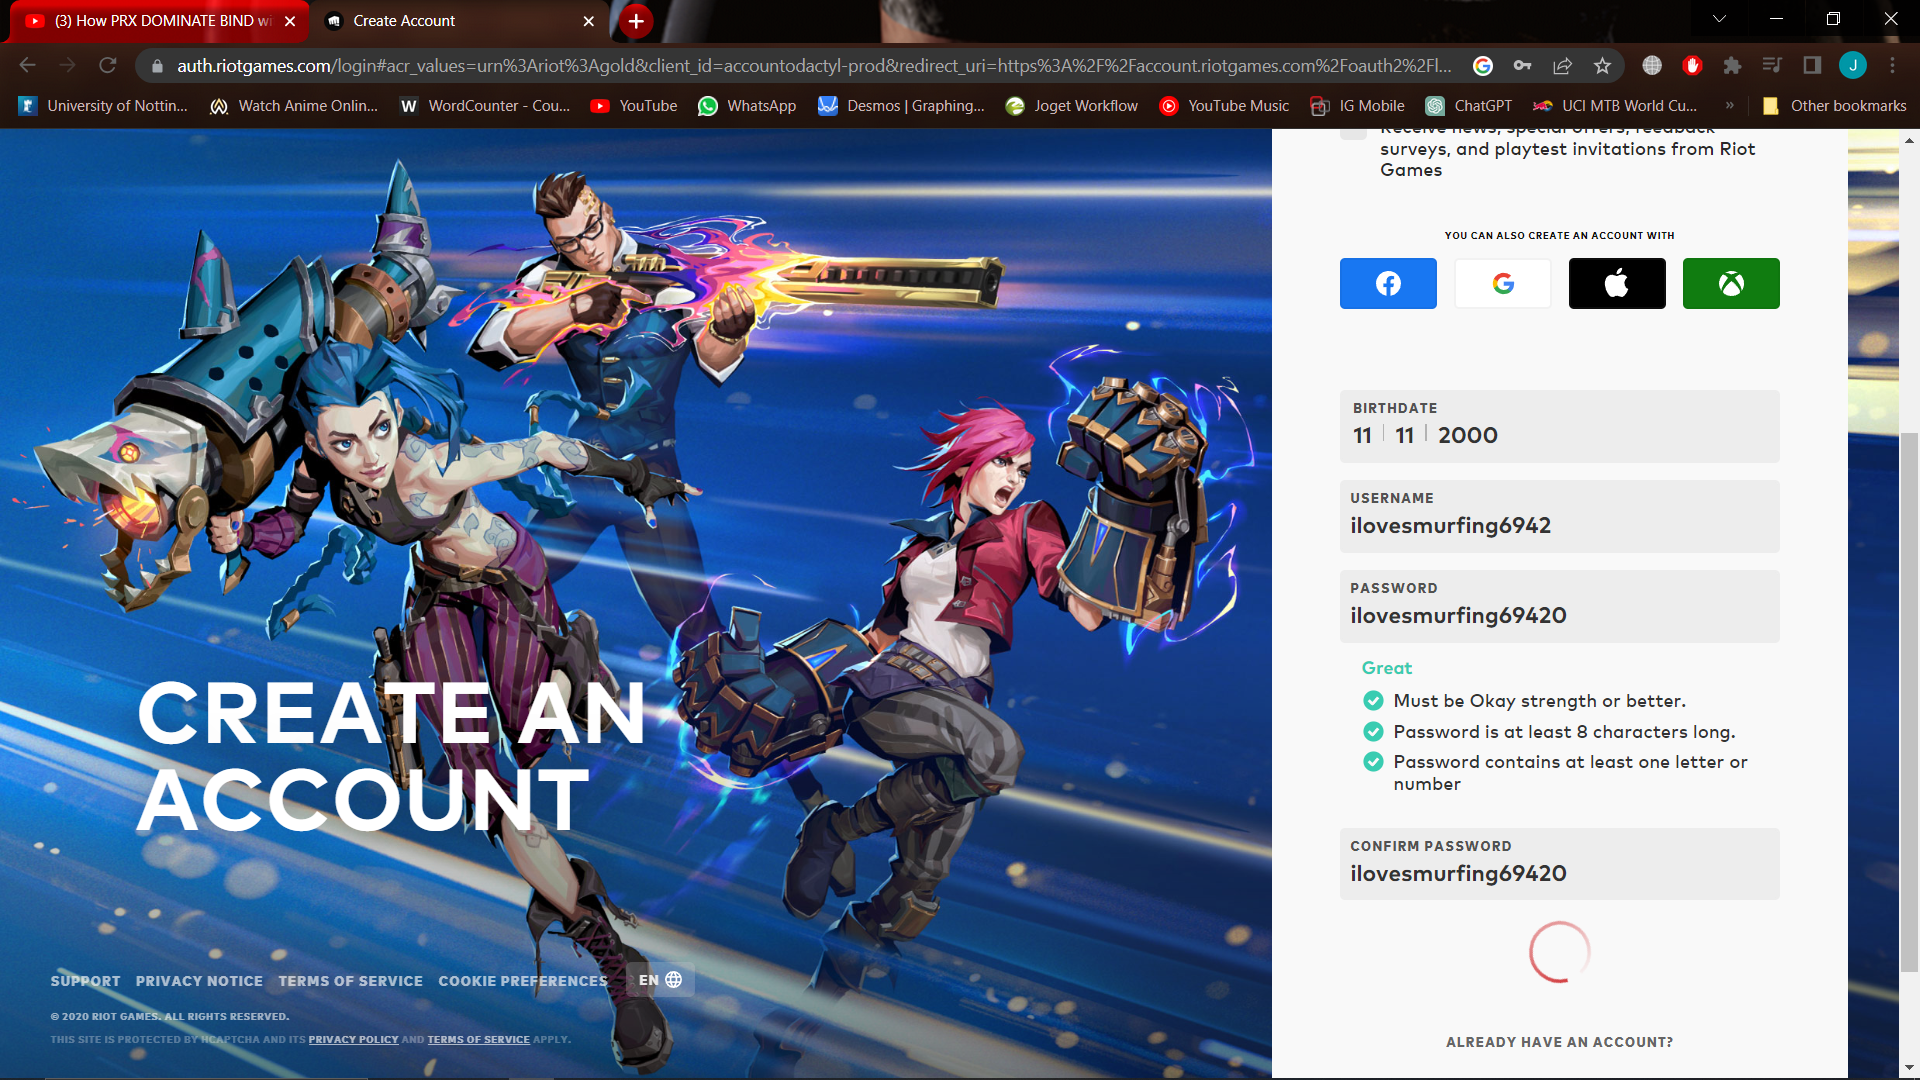 (3) How PRX DOMINATE BIND wi
Create Account
auth.riotgames.com/login#acr_values=urn%3Ariot%3Agold&client_id=accountodactyl-prod&redirect_uri=https%3A%2F%2Faccount.riotgames.com%2Foauth2%2Fl...
J
University of Nottin...
Watch Anime Onlin...
W WordCounter - Cou...
YouTube
WhatsApp
Desmos | Graphing...
Joget Workflow
YouTube Music
IG Mobile
ChatGPT
UCI MTB World Cu...
»
Other bookmarks
Receive news, special offers, feedback
surveys, and playtest invitations from Riot
Games
YOU CAN ALSO CREATE AN ACCOUNT WITH
BIRTHDATE
11 11 2000
USERNAME
ilovesmurfing6942
PASSWORD
ilovesmurfing69420
Great
Must be Okay strength or better.
Password is at least 8 characters long.
Password contains at least one letter or
number
CONFIRM PASSWORD
ilovesmurfing69420
ALREADY HAVE AN ACCOUNT?
CREATE AN
ACCOUNT
SUPPORT PRIVACY NOTICE TERMS OF SERVICE COOKIE PREFERENCES EN
© 2020 RIOT GAMES. ALL RIGHTS RESERVED.
THIS SITE IS PROTECTED BY HCAPTCHA AND ITS PRIVACY POLICY AND TERMS OF SERVICE APPLY.